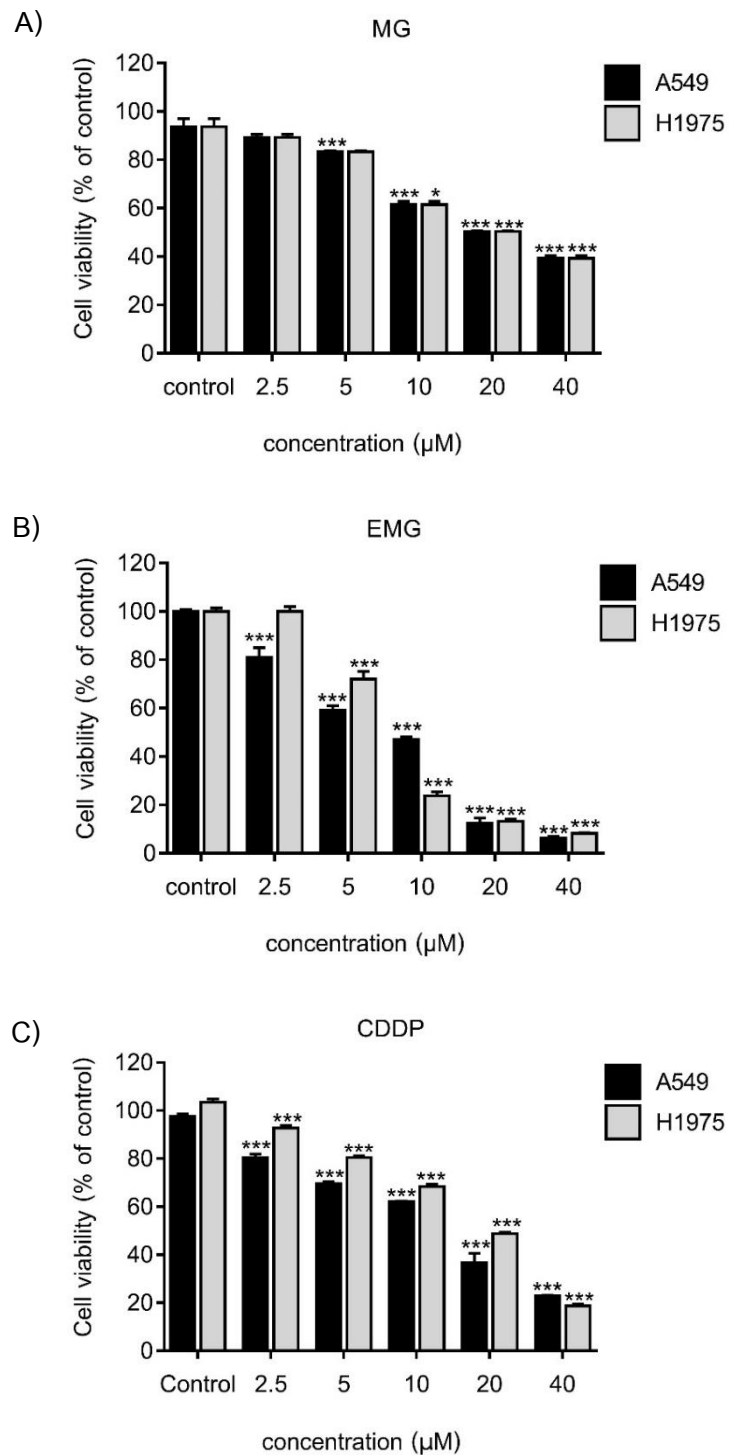 A)
MG
Cell viability (% of control)
120
100
80
60
40
20
0
*** *** * *** *** *** ***
control 2.5 5 10 20 40
concentration (µM)
A549
H1975
B)
EMG
Cell viability (% of control)
120
100
80
60
40
20
0
*** *** *** *** *** *** *** *** ***
control 2.5 5 10 20 40
concentration (µM)
A549
H1975
C)
CDDP
Cell viability (% of control)
120
100
80
60
40
20
0
*** *** *** *** *** *** *** *** *** ***
Control 2.5 5 10 20 40
concentration (µM)
A549
H1975